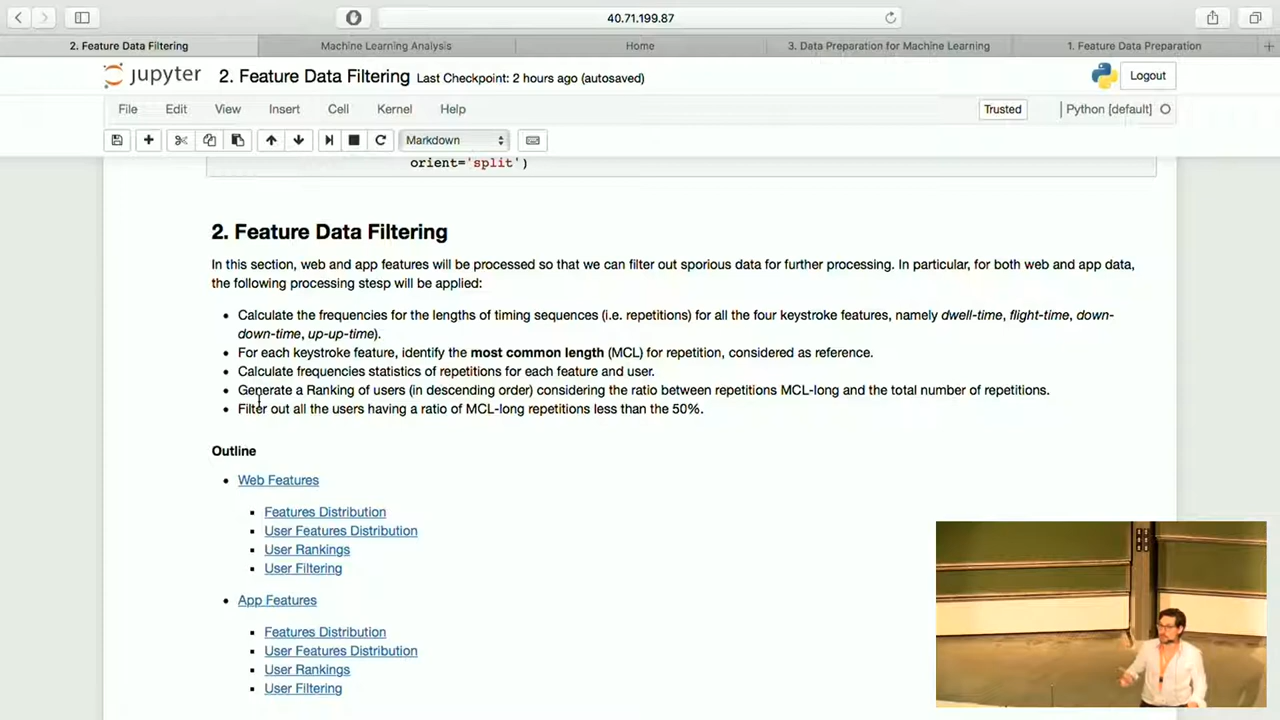 40.71.199.87
2. Feature Data Filtering
Machine Learning Analysis
Home
3. Data Preparation for Machine Learning
1. Feature Data Preparation
jupyter 2. Feature Data Filtering Last Checkpoint: 2 hours ago (autosaved)
Logout
File Edit View Insert Cell Kernel Help
Trusted
Python [default]
Markdown
orient='split')
2. Feature Data Filtering
In this section, web and app features will be processed so that we can filter out sporious data for further processing. In particular, for both web and app data,
the following processing stesp will be applied:
Calculate the frequencies for the lengths of timing sequences (i.e. repetitions) for all the four keystroke features, namely dwell-time, flight-time, down-
down-time, up-up-time).
For each keystroke feature, identify the most common length (MCL) for repetition, considered as reference.
Calculate frequencies statistics of repetitions for each feature and user.
Generate a Ranking of users (in descending order) considering the ratio between repetitions MCL-long and the total number of repetitions.
Filter out all the users having a ratio of MCL-long repetitions less than the 50%.
Outline
Web Features
Features Distribution
User Features Distribution
User Rankings
User Filtering
App Features
Features Distribution
User Features Distribution
User Rankings
User Filtering